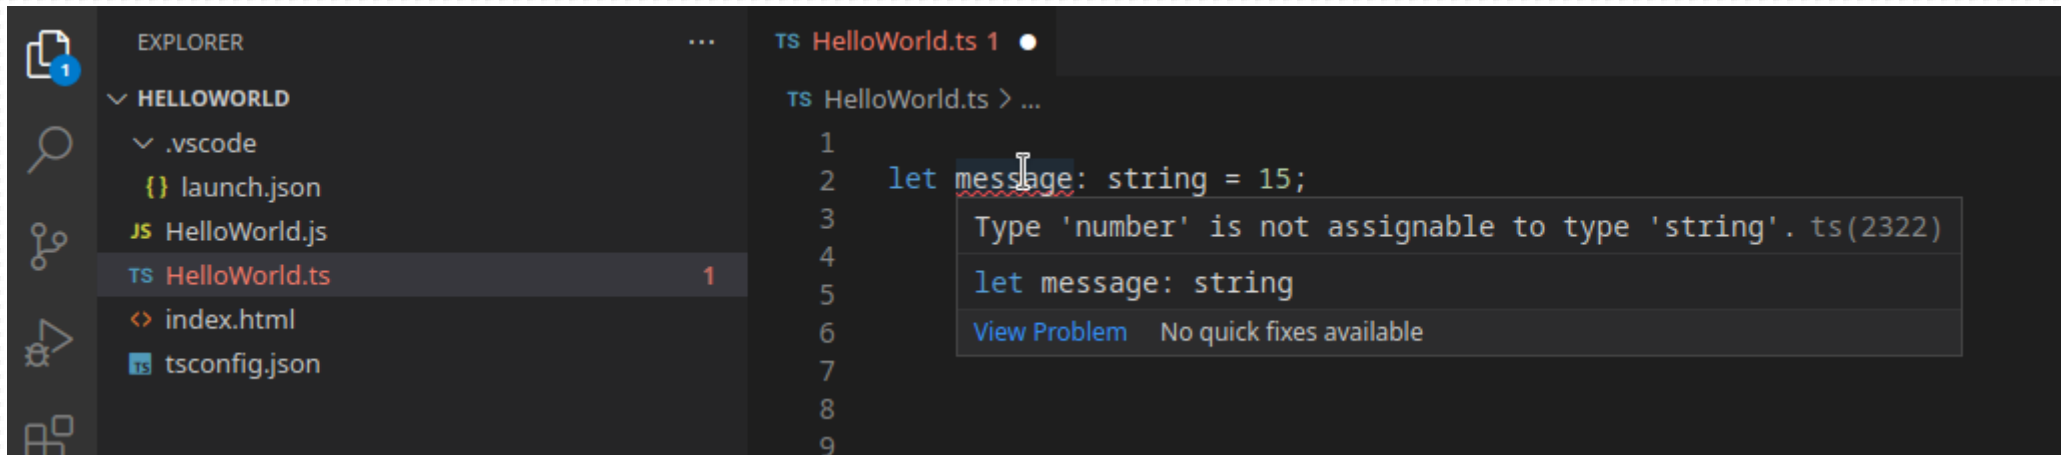 EXPLORER ...
1
HELLOWORLD
.vscode
{} launch.json
JS HelloWorld.js
TS HelloWorld.ts 1
<> index.html
TS tsconfig.json
TS HelloWorld.ts 1
TS HelloWorld.ts > ...
1
2 let message: string = 15;
3
4
5
6
7
8
9
Type 'number' is not assignable to type 'string'. ts(2322)
let message: string
View Problem No quick fixes available